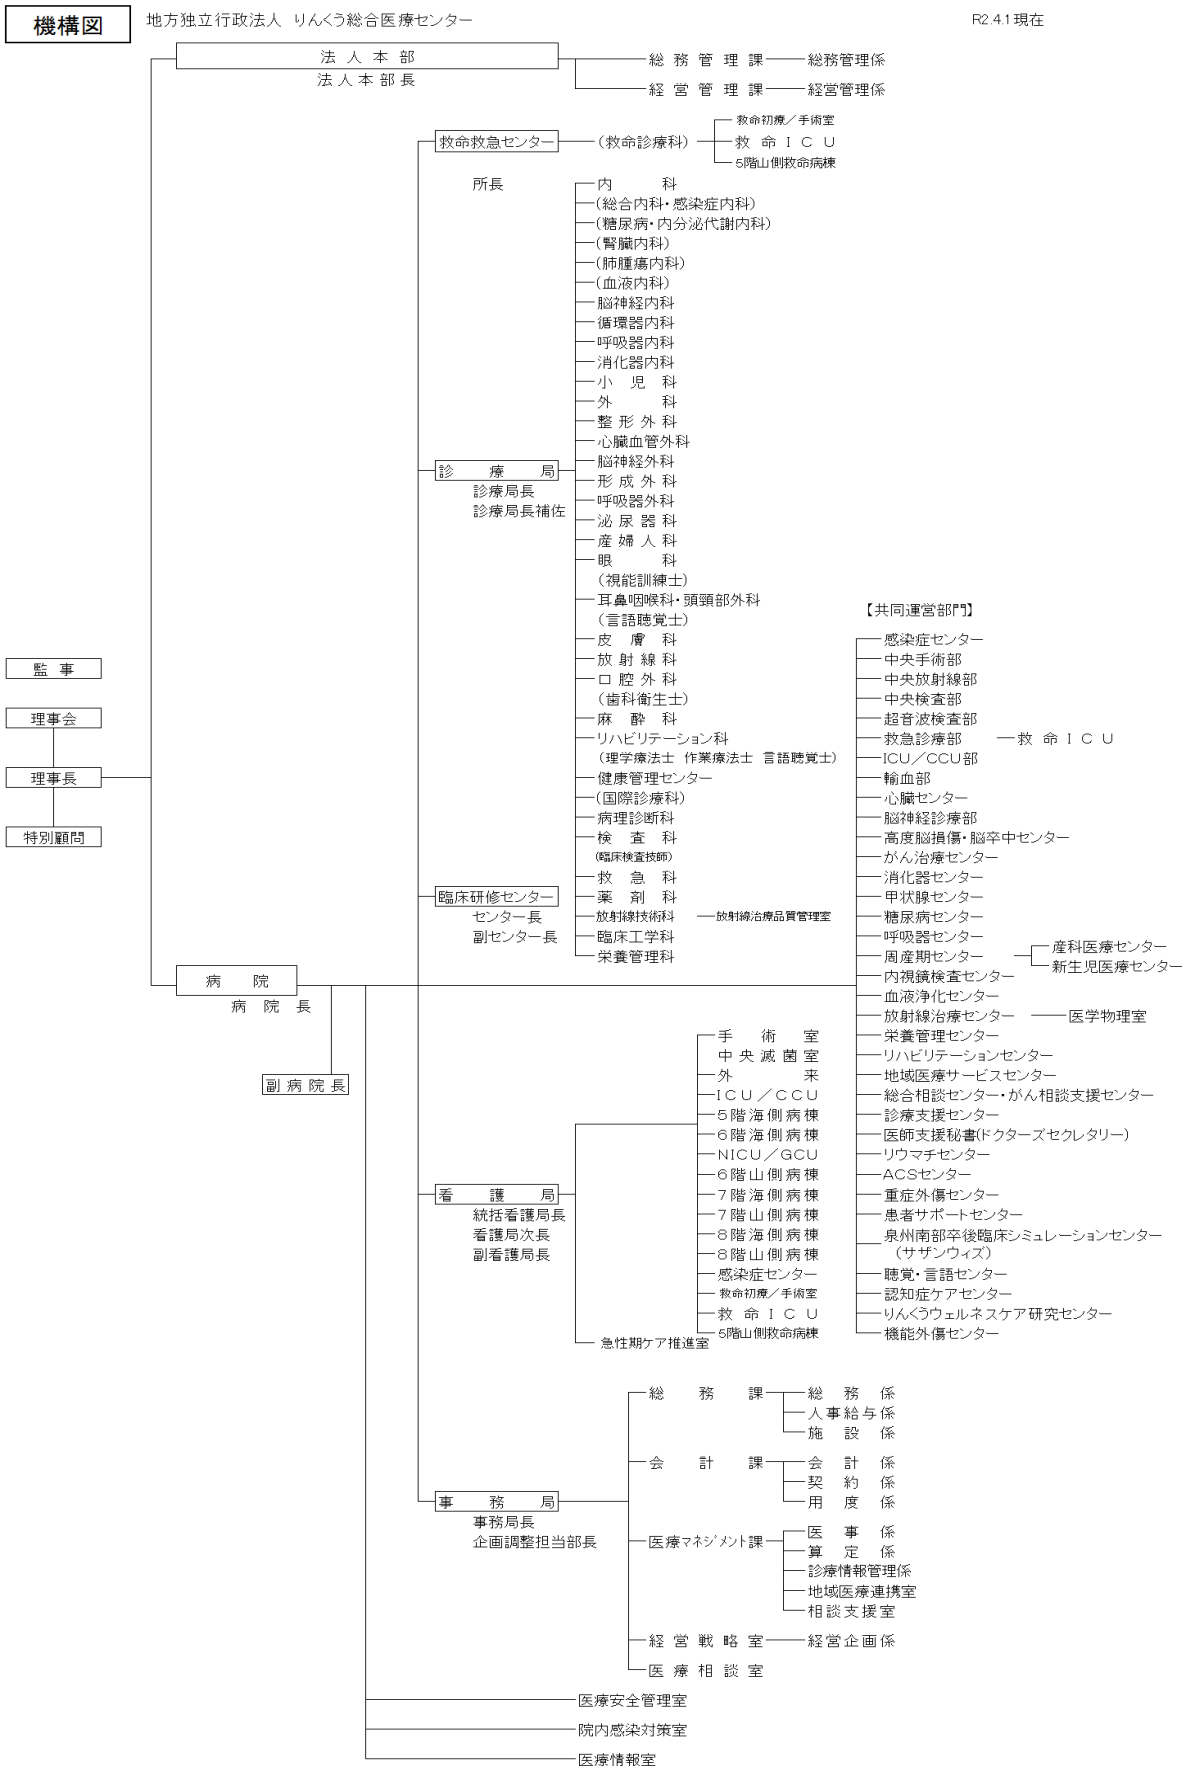 機構図
地方独立行政法人 りんくう総合医療センター
R2.4.1現在
法人本部
法人本部長
総務管理課
総務管理係
経営管理課
経営管理係
監事
理事会
理事長
特別顧問
病院
病院長
副病院長
救命救急センター
所長
(救命診療科)
救命初療／手術室
救命ICU
5階山側救命病棟
診療局
診療局長
診療局長補佐
内科
(総合内科・感染症内科)
(糖尿病・内分泌代謝内科)
(腎臓内科)
(肺腫瘍内科)
(血液内科)
脳神経内科
循環器内科
呼吸器内科
消化器内科
小児科
外科
整形外科
心臓血管外科
脳神経外科
形成外科
呼吸器外科
泌尿器科
産婦人科
眼科
(視能訓練士)
耳鼻咽喉科・頭頸部外科
(言語聴覚士)
皮膚科
放射線科
口腔外科
(歯科衛生士)
麻酔科
リハビリテーション科
(理学療法士 作業療法士 言語聴覚士)
健康管理センター
(国際診療科)
病理診断科
検査科
(臨床検査技師)
救急科
薬剤科
放射線技術科
放射線治療品質管理室
臨床工学科
栄養管理科
臨床研修センター
センター長
副センター長
看護局
統括看護局長
看護局次長
副看護局長
手術室
中央滅菌室
外来
ICU／CCU
5階海側病棟
6階海側病棟
NICU／GCU
6階山側病棟
7階海側病棟
7階山側病棟
8階海側病棟
8階山側病棟
感染症センター
救命初療／手術室
救命ICU
5階山側救命病棟
急性期ケア推進室
事務局
事務局長
企画調整担当部長
総務課
総務係
人事給与係
施設係
会計課
会計係
契約係
用度係
医療マネジメント課
医事係
算定係
診療情報管理係
地域医療連携室
相談支援室
経営戦略室
経営企画係
医療相談室
医療安全管理室
院内感染対策室
医療情報室
【共同運営部門】
感染症センター
中央手術部
中央放射線部
中央検査部
超音波検査部
救急診療部
救命ICU
ICU／CCU部
輸血部
心臓センター
脳神経診療部
高度脳損傷・脳卒中センター
がん治療センター
消化器センター
甲状腺センター
糖尿病センター
呼吸器センター
周産期センター
産科医療センター
新生児医療センター
内視鏡検査センター
血液浄化センター
放射線治療センター
医学物理室
栄養管理センター
リハビリテーションセンター
地域医療サービスセンター
総合相談センター・がん相談支援センター
診療支援センター
医師支援秘書(ドクターズセクレタリー)
リウマチセンター
ACSセンター
重症外傷センター
患者サポートセンター
泉州南部卒後臨床シミュレーションセンター
(サザンウィズ)
聴覚・言語センター
認知症ケアセンター
りんくうウェルネスケア研究センター
機能外傷センター